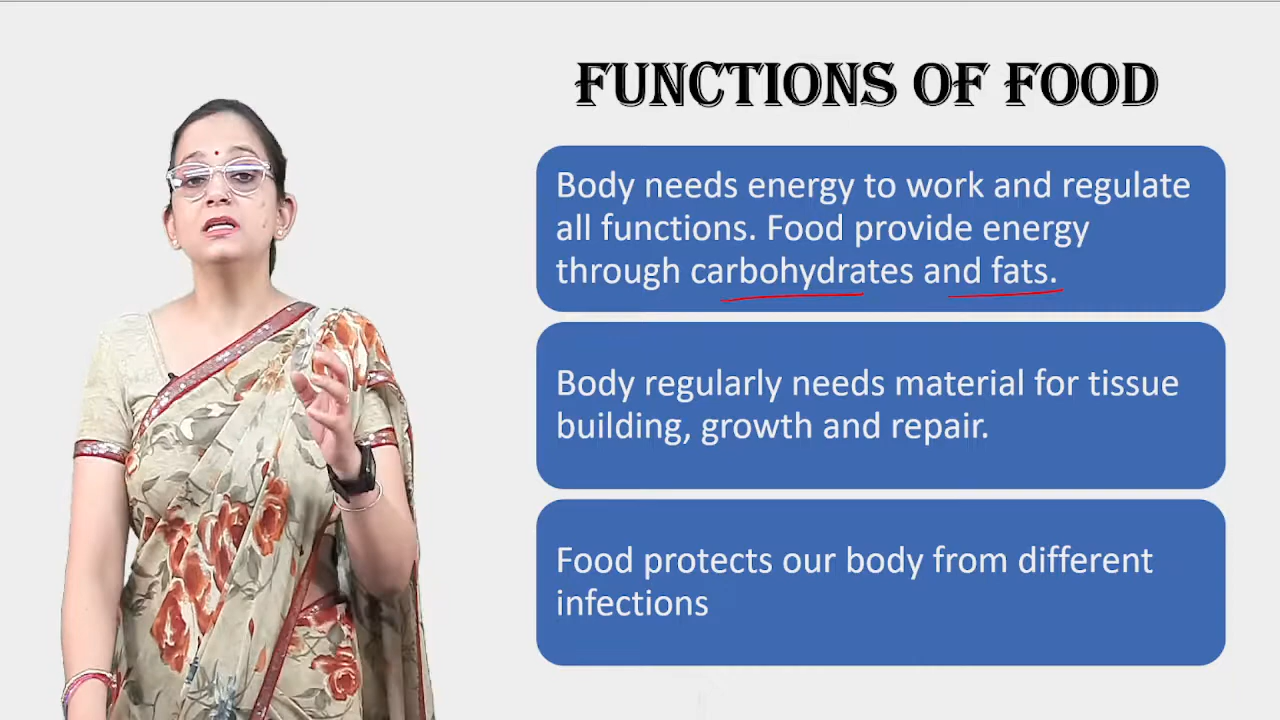 FUNCTIONS OF FOOD
Body needs energy to work and regulate
all functions. Food provide energy
through carbohydrates and fats.
Body regularly needs material for tissue
building, growth and repair.
Food protects our body from different
infections